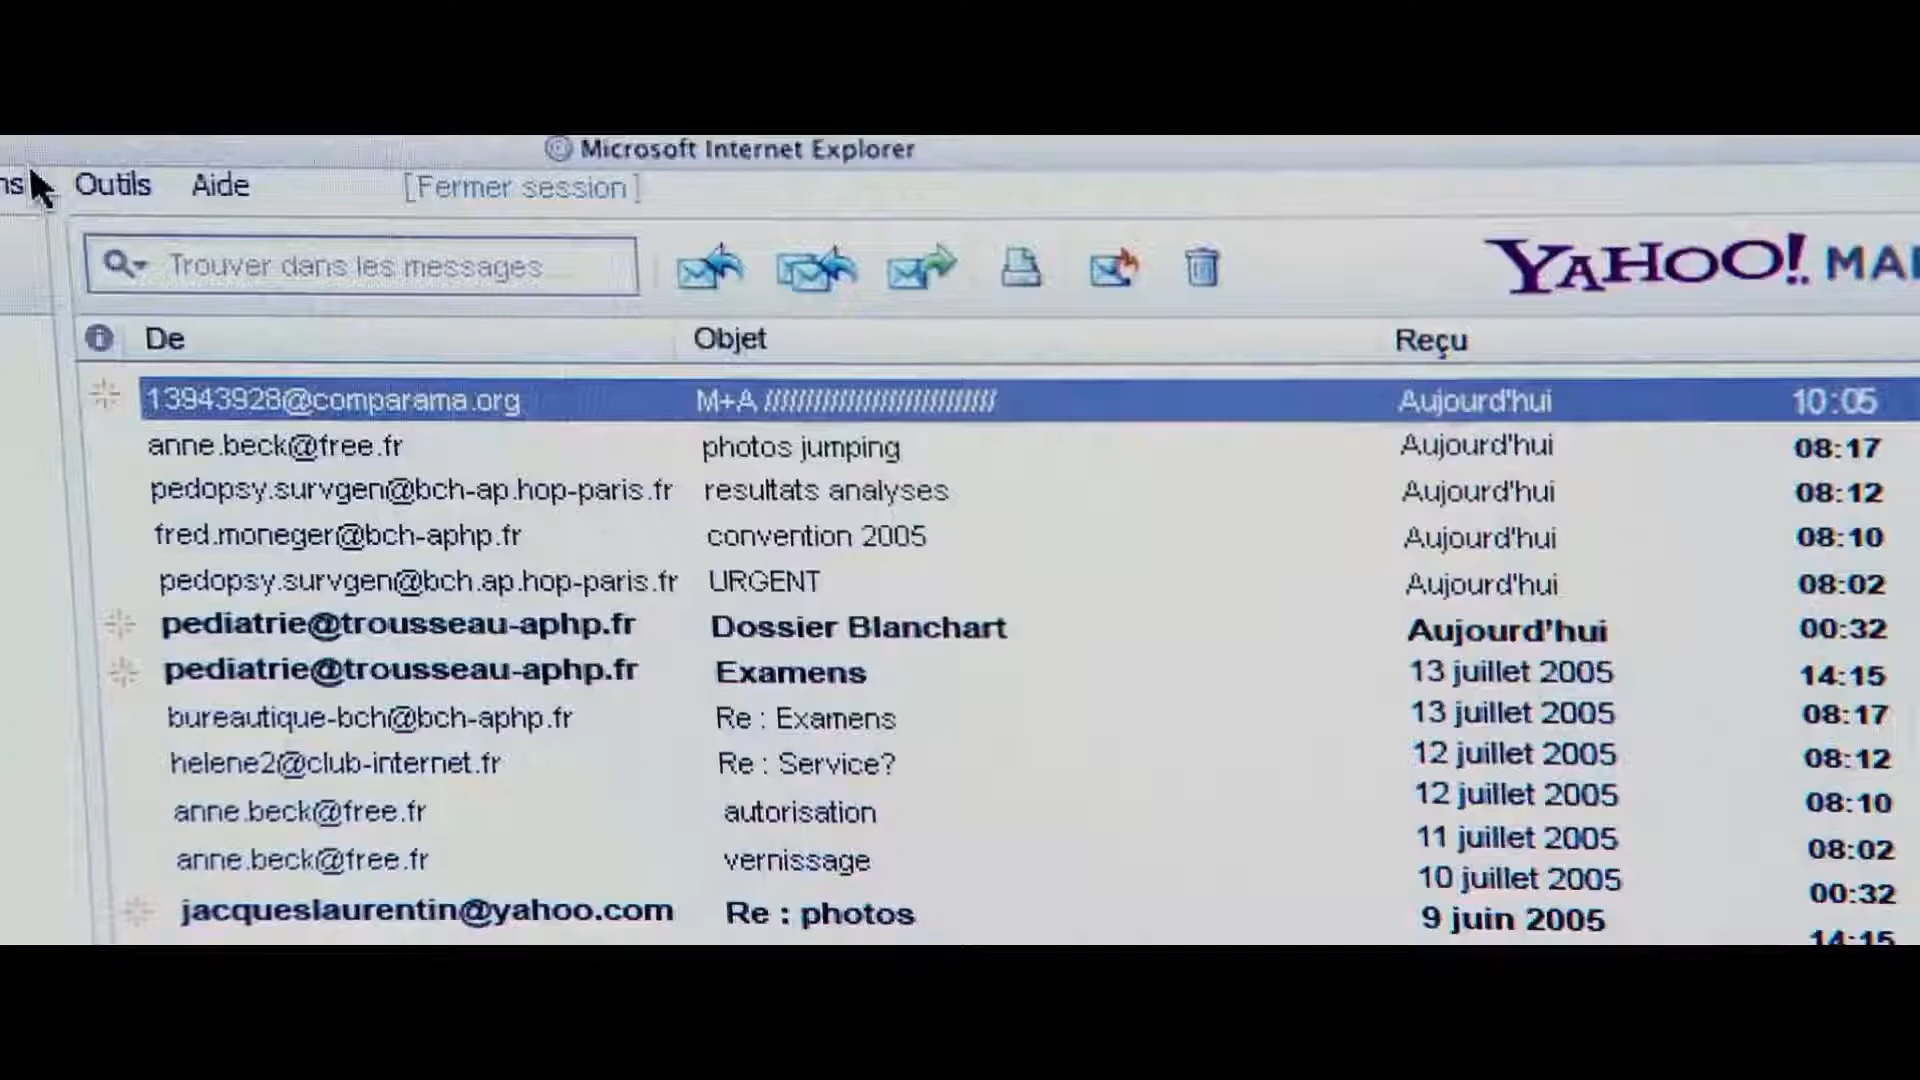 Microsoft Internet Explorer
ns Outils Aide [Fermer session]
Trouver dans les messages YAHOO! MAI
De Objet Reçu
13943928@comparama.org M+A //////////////////////////// Aujourd'hui 10:05
anne.beck@free.fr photos jumping Aujourd'hui 08:17
pedopsy.survgen@bch-ap.hop-paris.fr resultats analyses Aujourd'hui 08:12
fred.moneger@bch-aphp.fr convention 2005 Aujourd'hui 08:10
pedopsy.survgen@bch.ap.hop-paris.fr URGENT Aujourd'hui 08:02
pediatrie@trousseau-aphp.fr Dossier Blanchart Aujourd'hui 00:32
pediatrie@trousseau-aphp.fr Examens 13 juillet 2005 14:15
bureautique-bch@bch-aphp.fr Re : Examens 13 juillet 2005 08:17
helene2@club-internet.fr Re : Service? 12 juillet 2005 08:12
anne.beck@free.fr autorisation 12 juillet 2005 08:10
anne.beck@free.fr vernissage 11 juillet 2005 08:02
10 juillet 2005 00:32
jacqueslaurentin@yahoo.com Re : photos 9 juin 2005 14:15